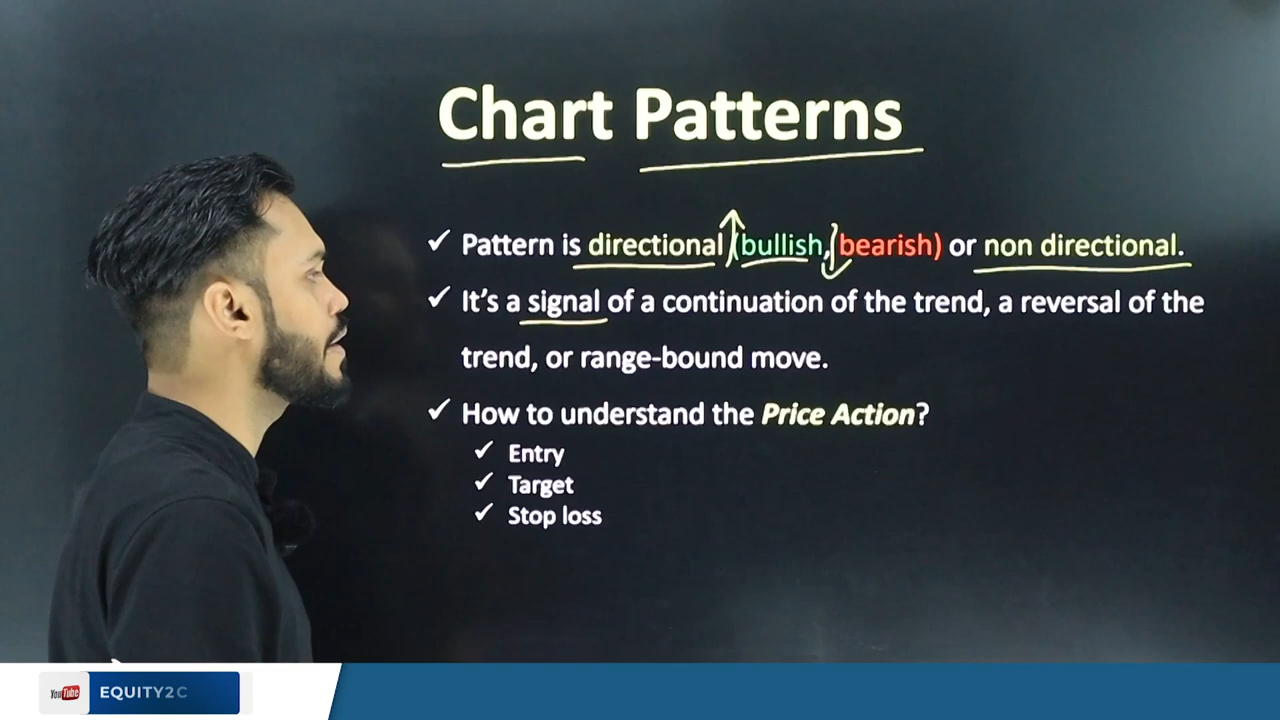 Chart Patterns
✓ Pattern is directional (bullish, bearish) or non directional.
✓ It’s a signal of a continuation of the trend, a reversal of the
trend, or range-bound move.
✓ How to understand the Price Action?
✓ Entry
✓ Target
✓ Stop loss
YouTube EQUITY2C